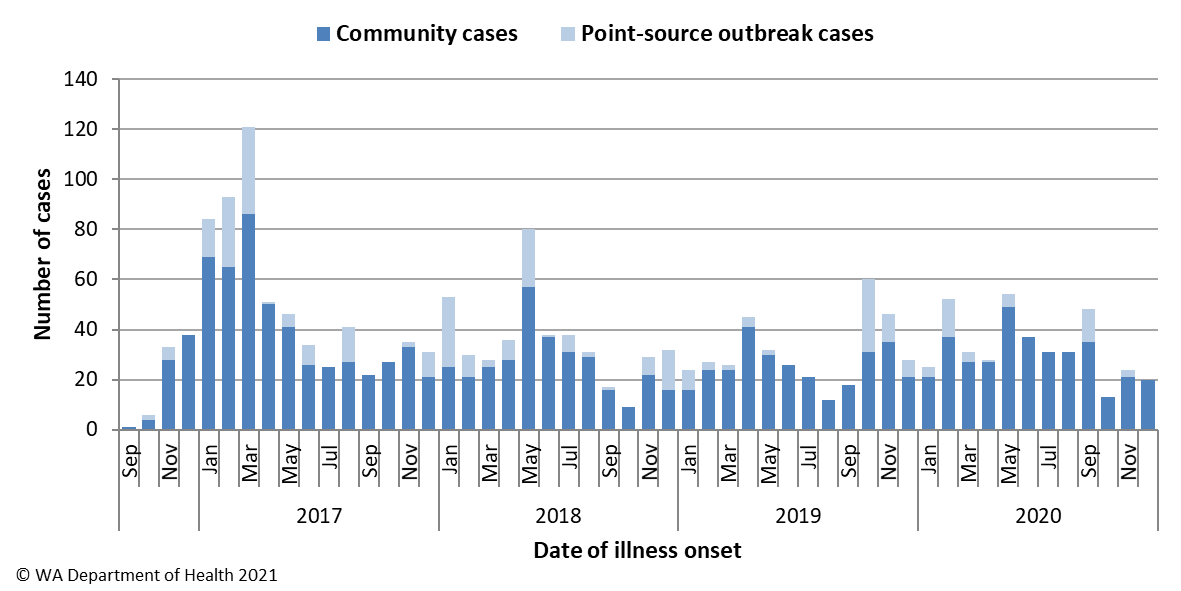 Community cases Point-source outbreak cases
140
120
100
80
60
40
20
0
Number of cases
Sep Nov Jan Mar May Jul Sep Nov Jan Mar May Jul Sep Nov Jan Mar May Jul Sep Nov Jan Mar May Jul Sep Nov
2017 2018 2019 2020
Date of illness onset
© WA Department of Health 2021